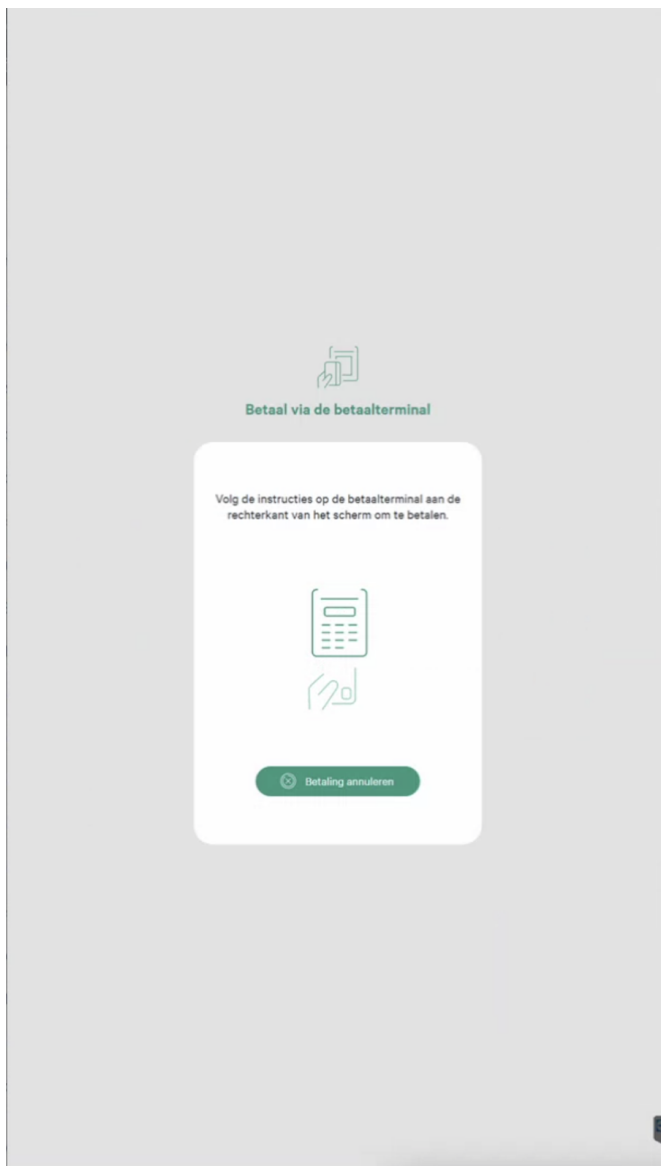 Betaal via de betaalterminal
Volg de instructies op de betaalterminal aan de
rechterkant van het scherm om te betalen.
Betaling annuleren